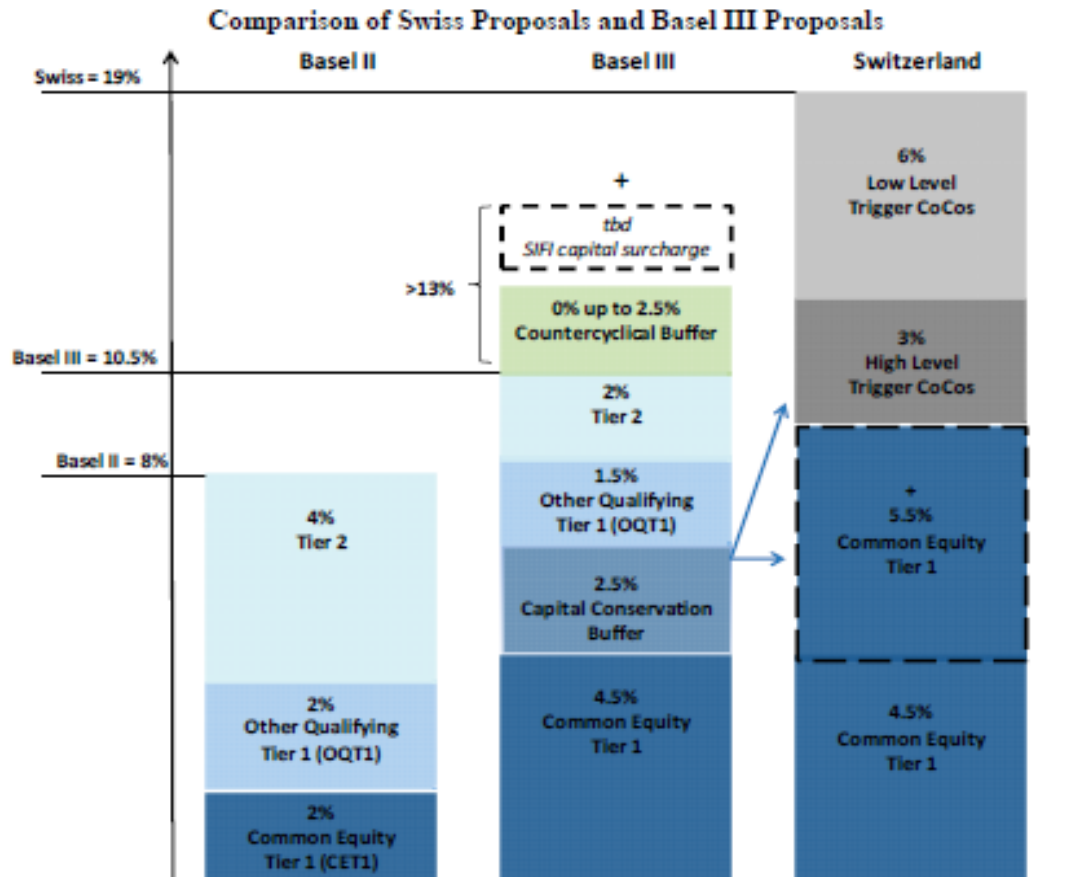 Comparison of Swiss Proposals and Basel III Proposals
Basel II
Basel III
Switzerland
Swiss = 19%
Basel III = 10.5%
Basel II = 8%
4%
Tier 2
2%
Other Qualifying
Tier 1 (OQT1)
2%
Common Equity
Tier 1 (CET1)
+
tbd
SIFI capital surcharge
>13%
0% up to 2.5%
Countercyclical Buffer
2%
Tier 2
1.5%
Other Qualifying
Tier 1 (OQT1)
2.5%
Capital Conservation
Buffer
4.5%
Common Equity
Tier 1
6%
Low Level
Trigger CoCos
3%
High Level
Trigger CoCos
+
5.5%
Common Equity
Tier 1
4.5%
Common Equity
Tier 1